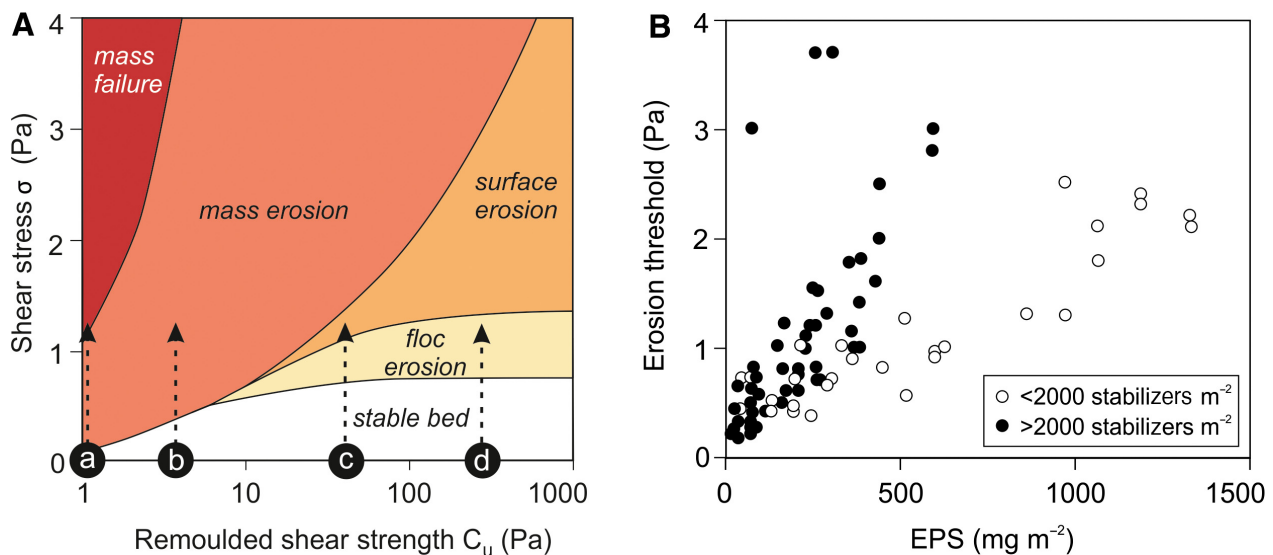 A
4
3
2
1
0
Shear stress σ (Pa)
mass
failure
mass erosion
surface
erosion
floc
erosion
stable bed
a
b
c
d
1
10
100
1000
Remoulded shear strength Cᵤ (Pa)
B
4
3
2
1
0
Erosion threshold (Pa)
<2000 stabilizers m⁻²
>2000 stabilizers m⁻²
0
500
1000
1500
EPS (mg m⁻²)